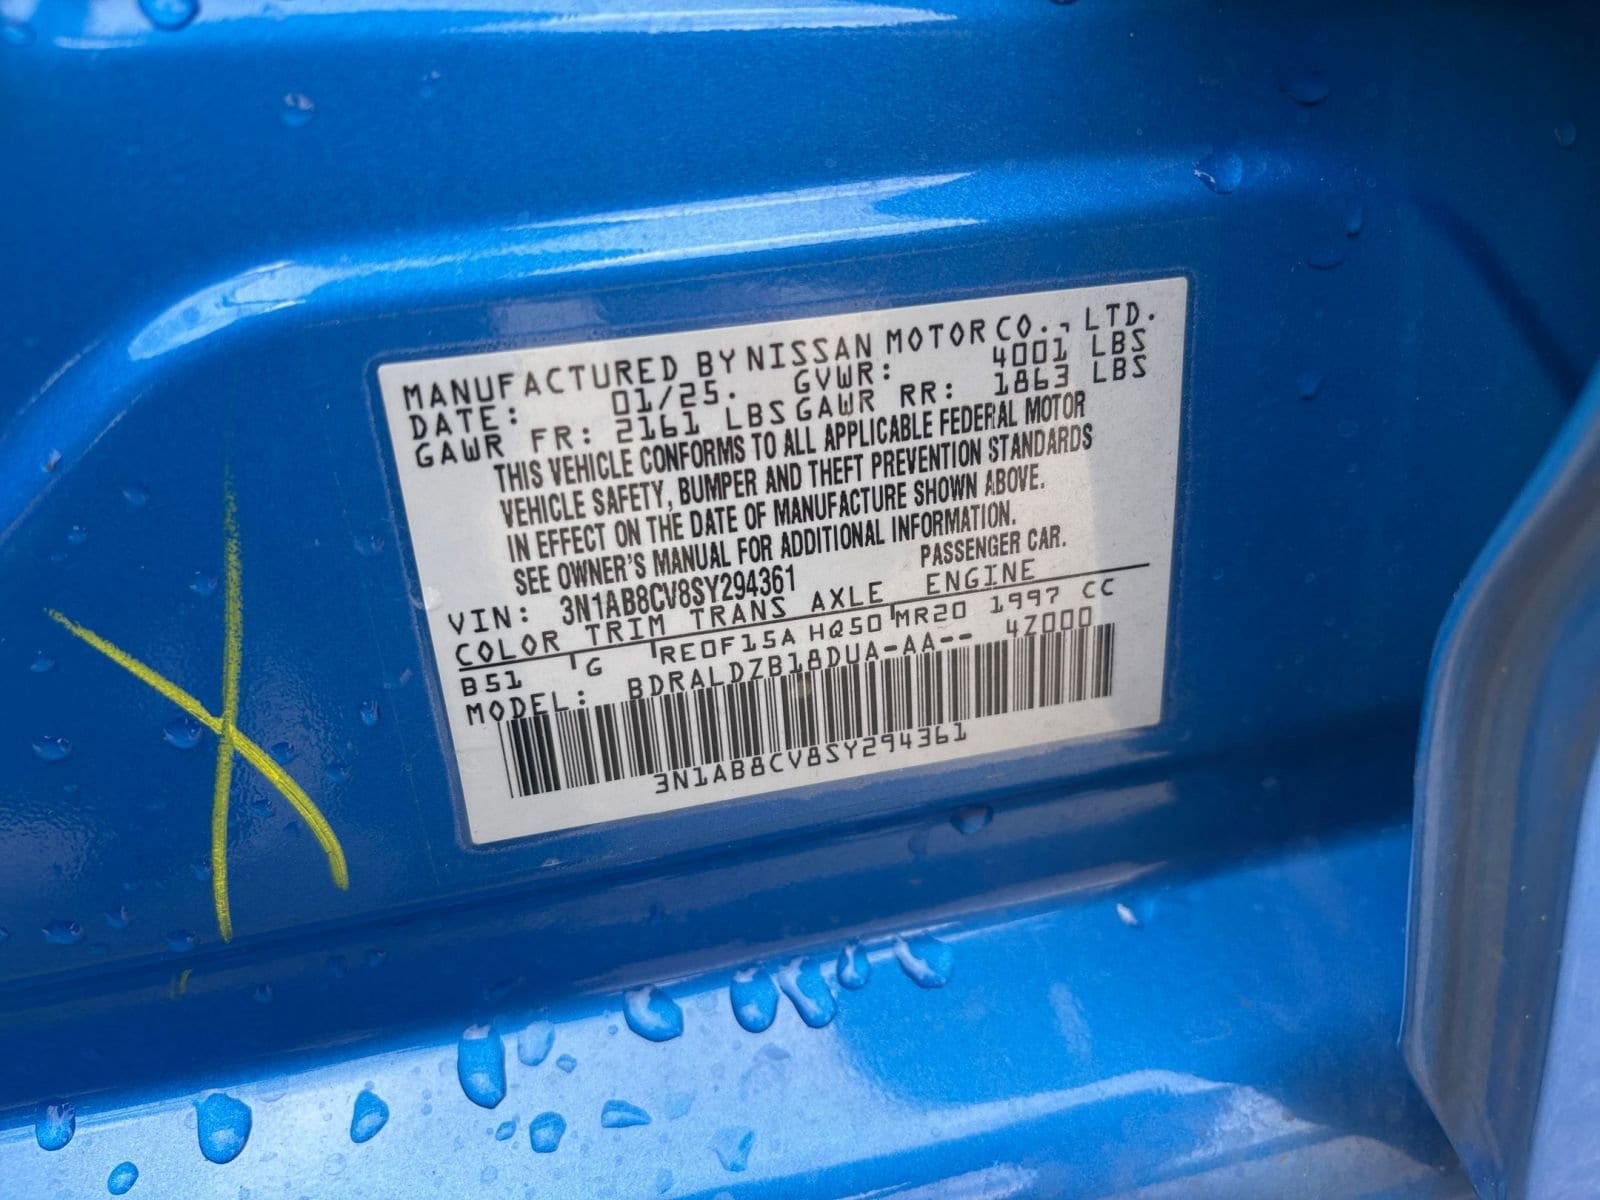 MANUFACTURED BY NISSAN MOTOR CO., LTD.
DATE: 01/25. GVWR: 4001 LBS
GAWR FR: 2161 LBS GAWR RR: 1863 LBS
THIS VEHICLE CONFORMS TO ALL APPLICABLE FEDERAL MOTOR
VEHICLE SAFETY, BUMPER AND THEFT PREVENTION STANDARDS
IN EFFECT ON THE DATE OF MANUFACTURE SHOWN ABOVE.
SEE OWNER'S MANUAL FOR ADDITIONAL INFORMATION.
VIN: 3N1AB8CV8SY294361 PASSENGER CAR.
COLOR TRIM TRANS AXLE ENGINE
B51 G RE0F15A HQ50 MR20 1997 CC
MODEL: BDRALDZB18DUA-AA-- 4Z000
3N1AB8CV8SY294361